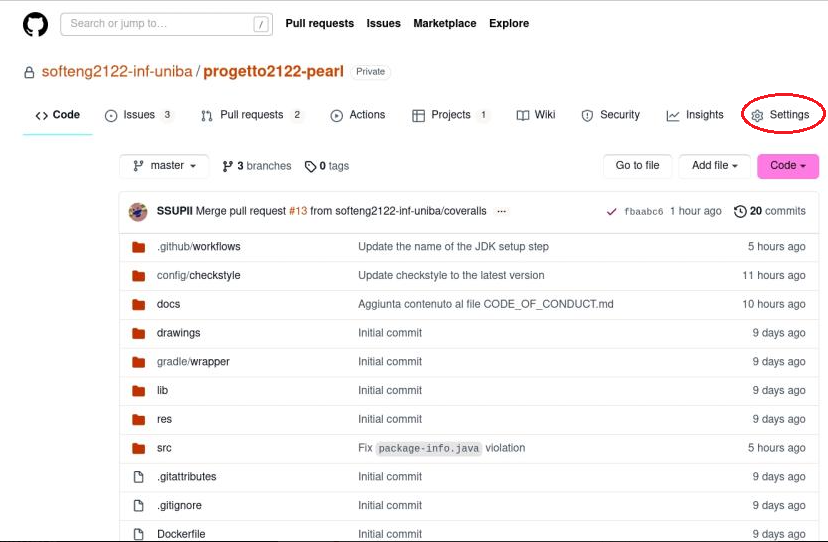 Search or jump to… /
Pull requests Issues Marketplace Explore
softeng2122-inf-uniba / progetto2122-pearl Private
Code Issues 3 Pull requests 2 Actions Projects 1 Wiki Security Insights Settings
master 3 branches 0 tags Go to file Add file Code
SSUPII Merge pull request #13 from softeng2122-inf-uniba/coveralls ... fbaabc6 1 hour ago 20 commits
.github/workflows Update the name of the JDK setup step 5 hours ago
config/checkstyle Update checkstyle to the latest version 11 hours ago
docs Aggiunta contenuto al file CODE_OF_CONDUCT.md 10 hours ago
drawings Initial commit 9 days ago
gradle/wrapper Initial commit 9 days ago
lib Initial commit 9 days ago
res Initial commit 9 days ago
src Fix package-info.java violation 5 hours ago
.gitattributes Initial commit 9 days ago
.gitignore Initial commit 9 days ago
Dockerfile Initial commit 9 days ago